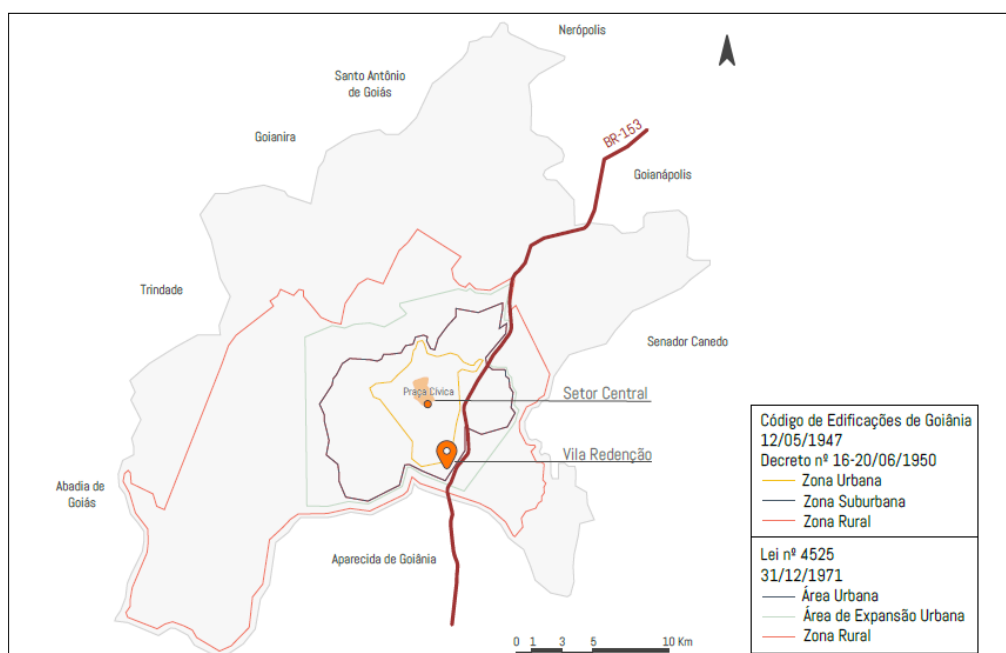 Nerópolis
Santo Antônio
de Goiás
Goianira
BR-153
Goianápolis
Trindade
Senador Canedo
Praça Cívica
Setor Central
Vila Redenção
Abadia de
Goiás
Aparecida de Goiânia
0 1 3 5 10 Km
Código de Edificações de Goiânia
12/05/1947
Decreto nº 16-20/06/1950
Zona Urbana
Zona Suburbana
Zona Rural
Lei nº 4525
31/12/1971
Área Urbana
Área de Expansão Urbana
Zona Rural